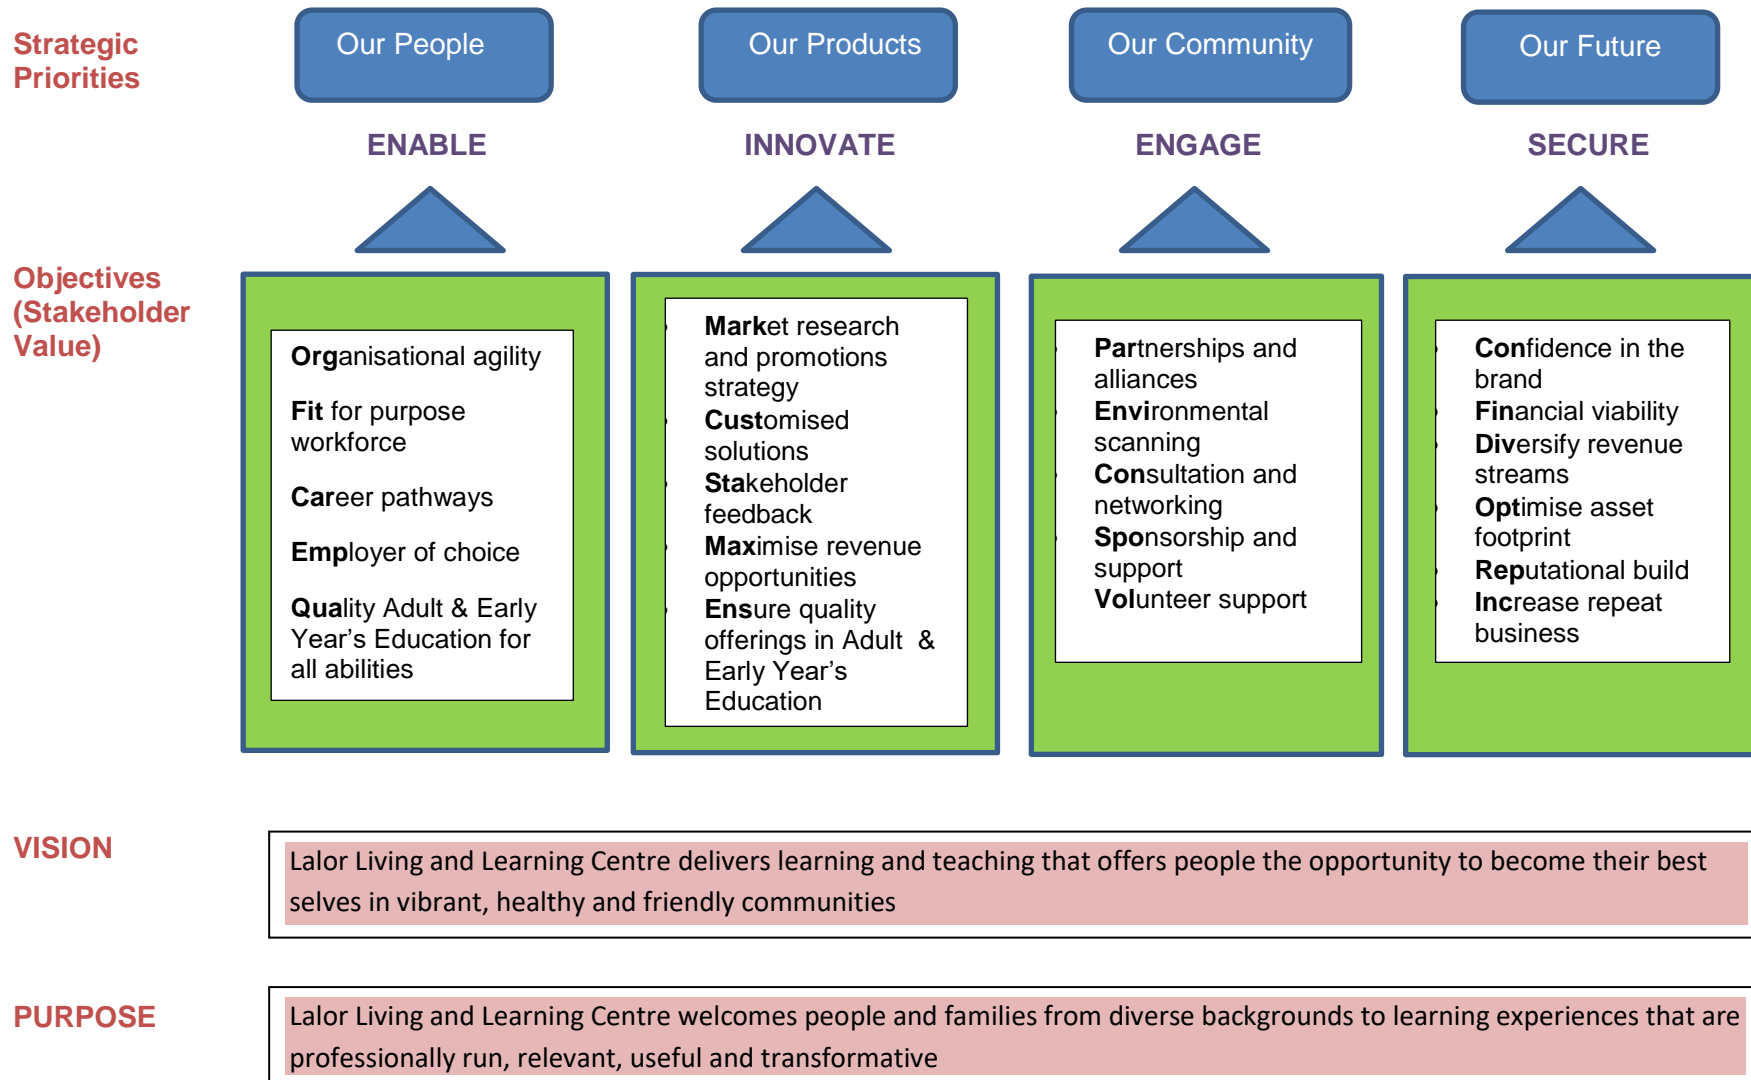 Strategic
Priorities
Our People
Our Products
Our Community
Our Future
ENABLE
INNOVATE
ENGAGE
SECURE
Objectives
(Stakeholder
Value)
Organisational agility
Fit for purpose
workforce
Career pathways
Employer of choice
Quality Adult & Early
Year’s Education for
all abilities
Market research
and promotions
strategy
Customised
solutions
Stakeholder
feedback
Maximise revenue
opportunities
Ensure quality
offerings in Adult &
Early Year’s
Education
Partnerships and
alliances
Environmental
scanning
Consultation and
networking
Sponsorship and
support
Volunteer support
Confidence in the
brand
Financial viability
Diversify revenue
streams
Optimise asset
footprint
Reputational build
Increase repeat
business
VISION
Lalor Living and Learning Centre delivers learning and teaching that offers people the opportunity to become their best
selves in vibrant, healthy and friendly communities
PURPOSE
Lalor Living and Learning Centre welcomes people and families from diverse backgrounds to learning experiences that are
professionally run, relevant, useful and transformative